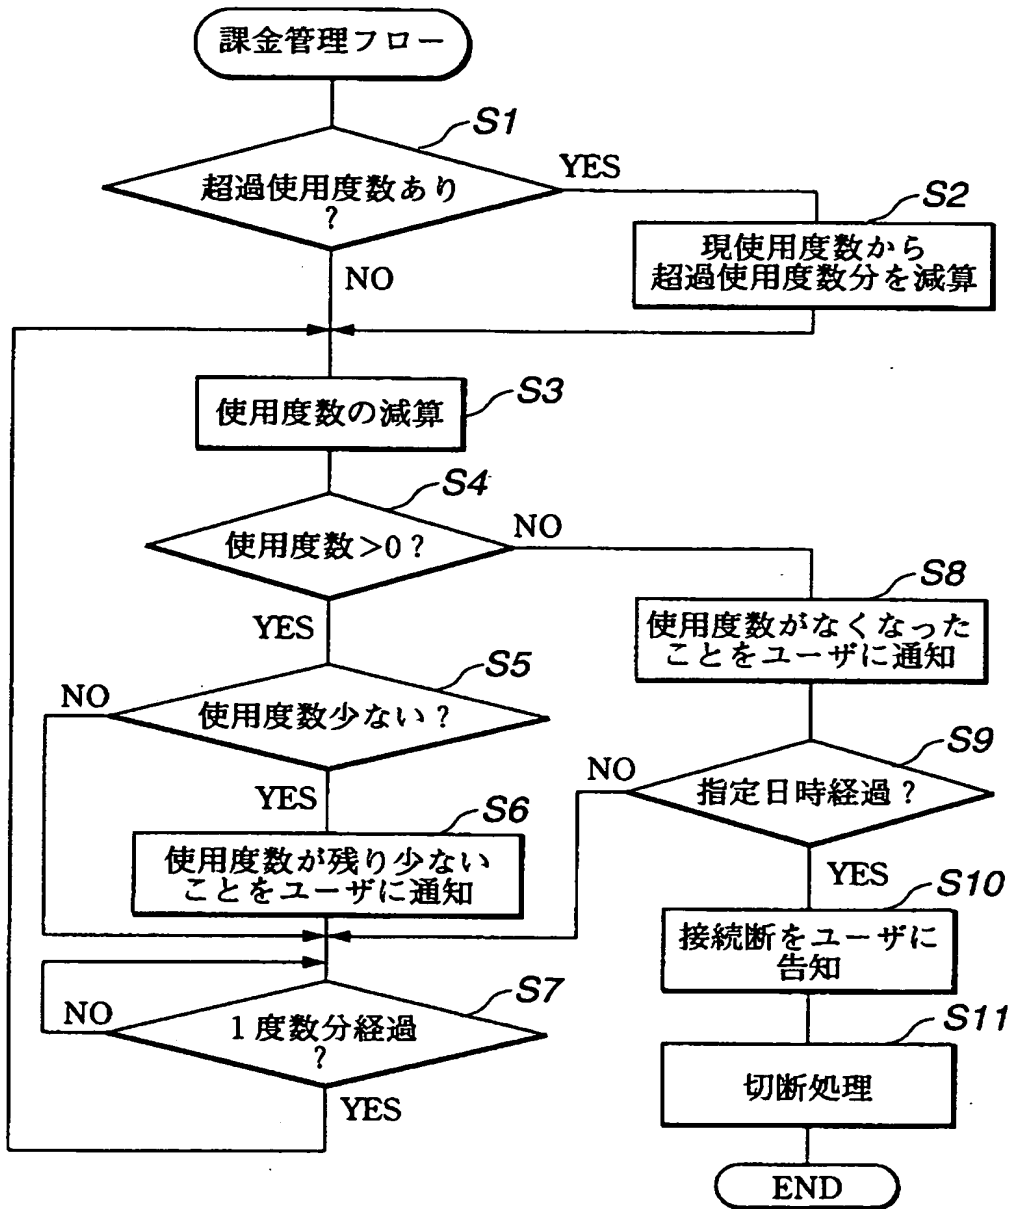 課金管理フロー
S1
超過使用度数あり
?
YES
NO
S2
現使用度数から
超過使用度数分を減算
使用度数の減算
S3
S4
使用度数>0?
NO
YES
S8
使用度数がなくなった
ことをユーザに通知
S5
使用度数少ない?
NO
YES
S9
指定日時経過?
NO
YES
S6
使用度数が残り少ない
ことをユーザに通知
S10
接続断をユーザに
告知
S7
1度数分経過
?
NO
YES
S11
切断処理
END